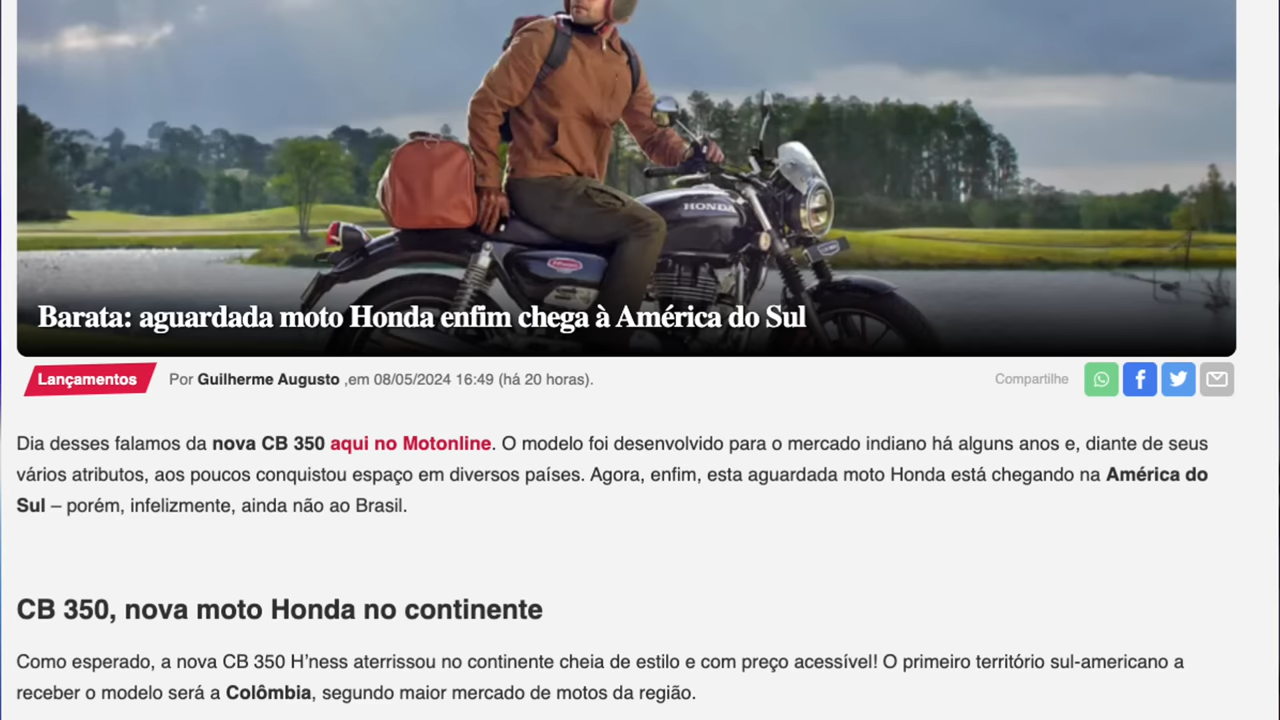 HONDA
Barata: aguardada moto Honda enfim chega à América do Sul
Lançamentos Por Guilherme Augusto ,em 08/05/2024 16:49 (há 20 horas). Compartilhe
Dia desses falamos da nova CB 350 aqui no Motonline. O modelo foi desenvolvido para o mercado indiano há alguns anos e, diante de seus
vários atributos, aos poucos conquistou espaço em diversos países. Agora, enfim, esta aguardada moto Honda está chegando na América do
Sul – porém, infelizmente, ainda não ao Brasil.
CB 350, nova moto Honda no continente
Como esperado, a nova CB 350 H’ness aterrissou no continente cheia de estilo e com preço acessível! O primeiro território sul-americano a
receber o modelo será a Colômbia, segundo maior mercado de motos da região.